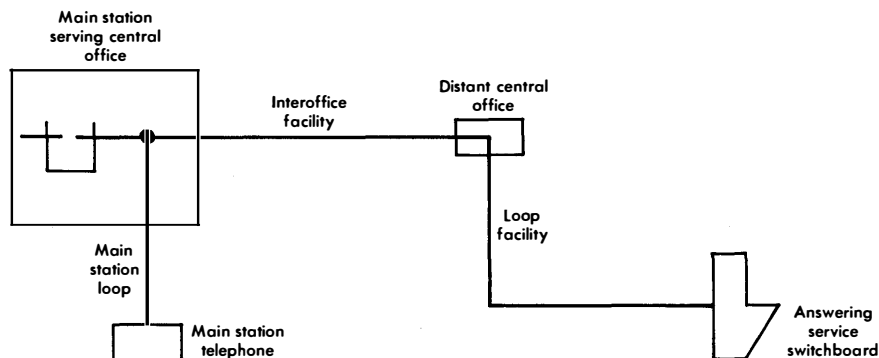 Main station
serving central
office
Interoffice
facility
Distant central
office
Loop
facility
Main
station
loop
Main station
telephone
Answering
service
switchboard